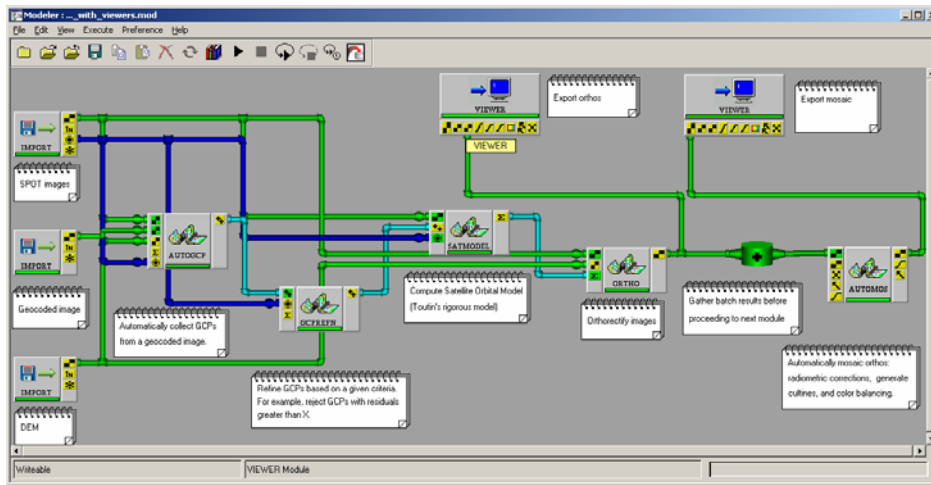 Modeler : ..._with_viewers.mod
File Edit View Execute Preference Help
VIEWER
Export orthos
VIEWER
Export mosaic
VIEWER
IMPORT
SPOT images
AUTOGCP
SATMODEL
IMPORT
ORTHO
AUTOMOS
Geocoded image
Automatically collect GCPs
from a geocoded image.
GCPREFN
Compute Satellite Orbital Model
(Toutin's rigorous model)
Orthorectify images
Gather batch results before
proceeding to next module
IMPORT
DEM
Refine GCPs based on a given criteria.
For example, reject GCPs with residuals
greater than X.
Automatically mosaic orthos:
radiometric corrections, generate
cutlines, and color balancing.
Writeable
VIEWER Module